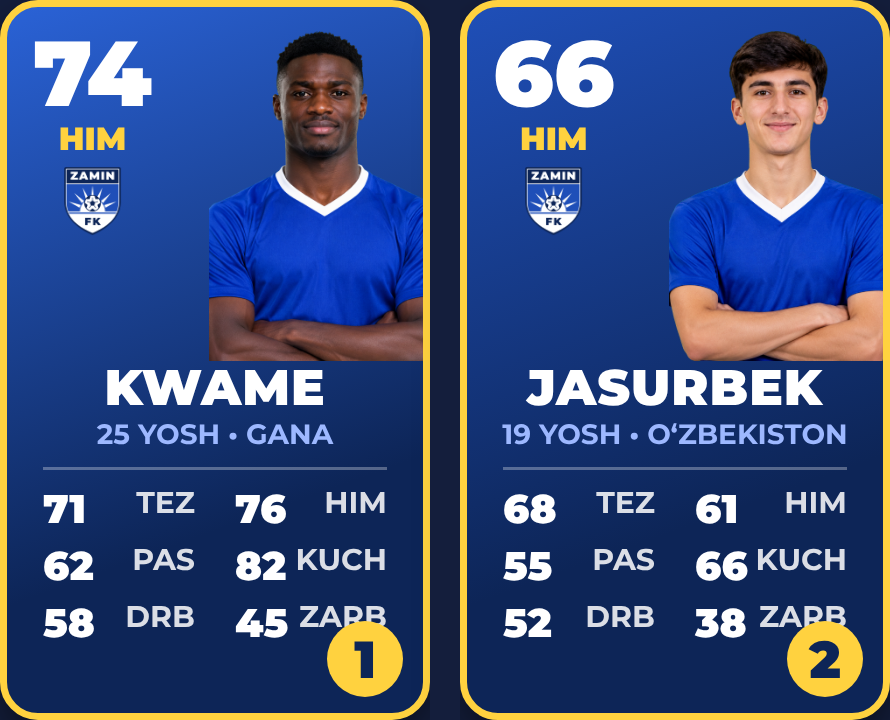 74
HIM
ZAMIN
FK
KWAME
25 YOSH • GANA
71 TEZ 76 HIM
62 PAS 82 KUCH
58 DRB 45 ZARB
1
66
HIM
ZAMIN
FK
JASURBEK
19 YOSH • O‘ZBEKISTON
68 TEZ 61 HIM
55 PAS 66 KUCH
52 DRB 38 ZARB
2